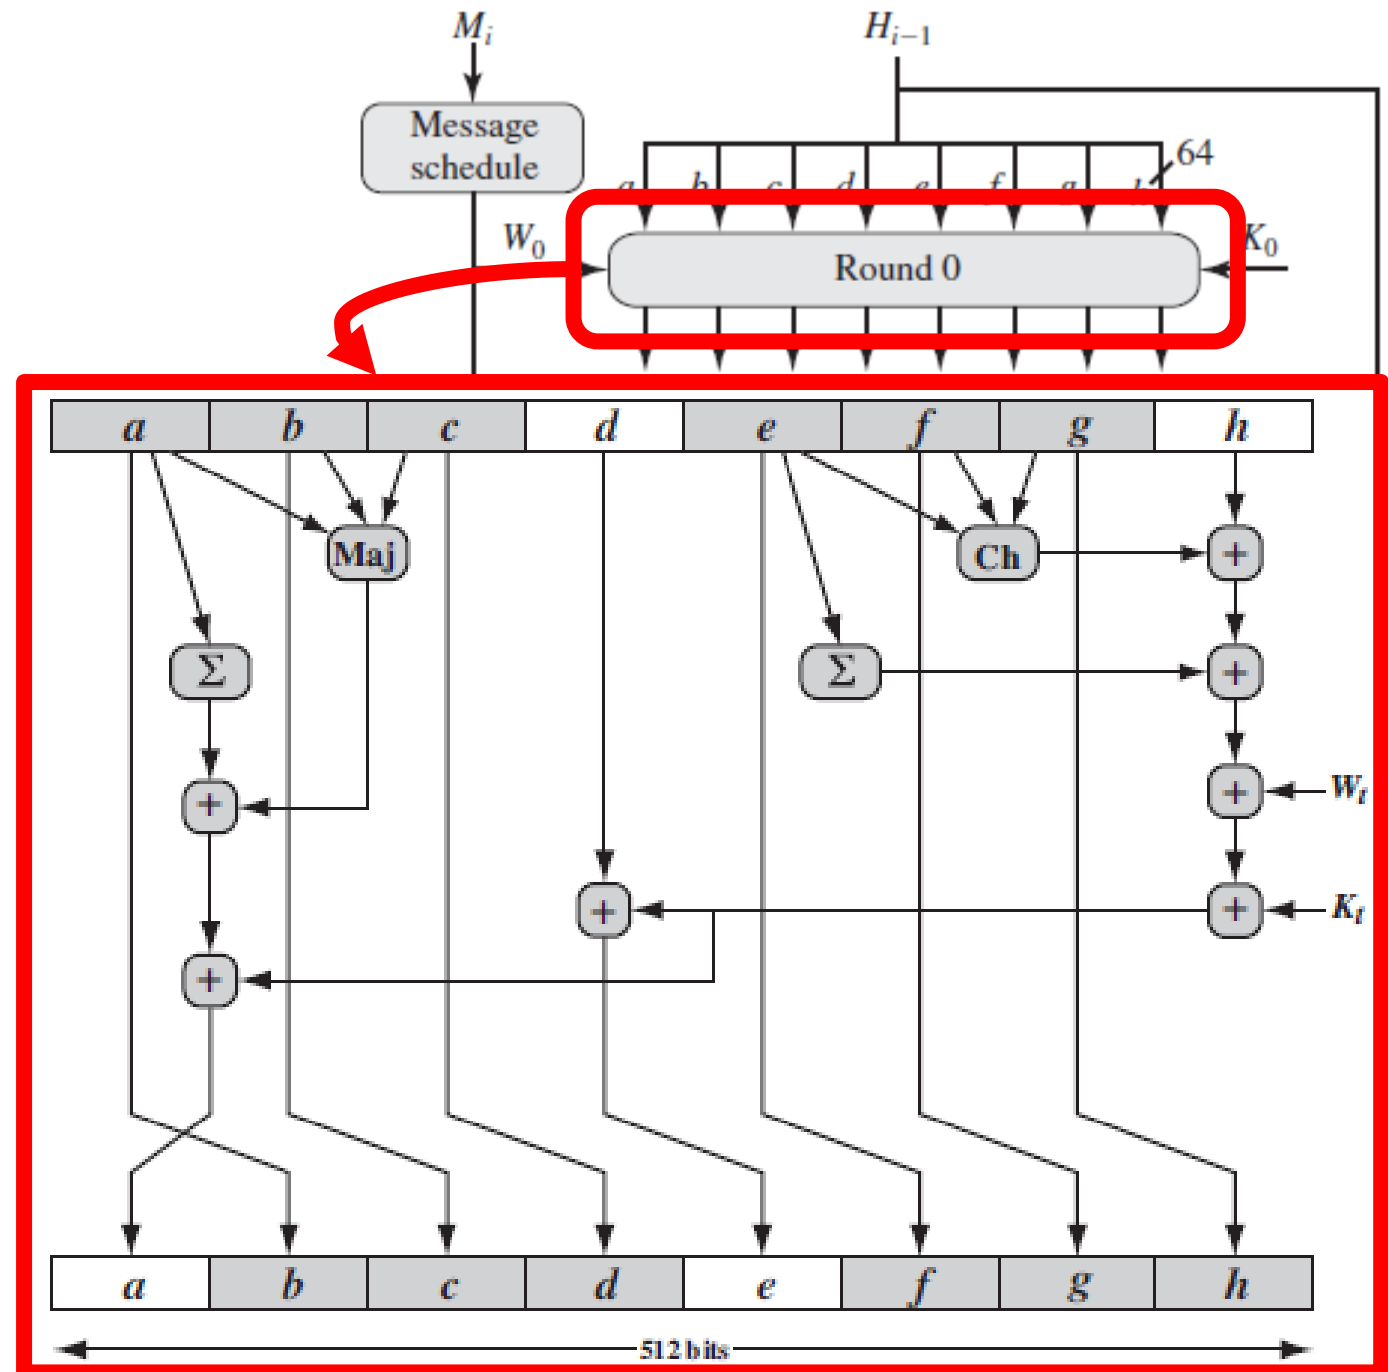 M_i
H_{i−1}
Message
schedule
64
a b c d e f g
W_0
K_0
Round 0
a b c d e f g h
Maj
Ch
+
Σ
Σ
+
+
+
W_t
+
+
K_t
+
a b c d e f g h
512 bits